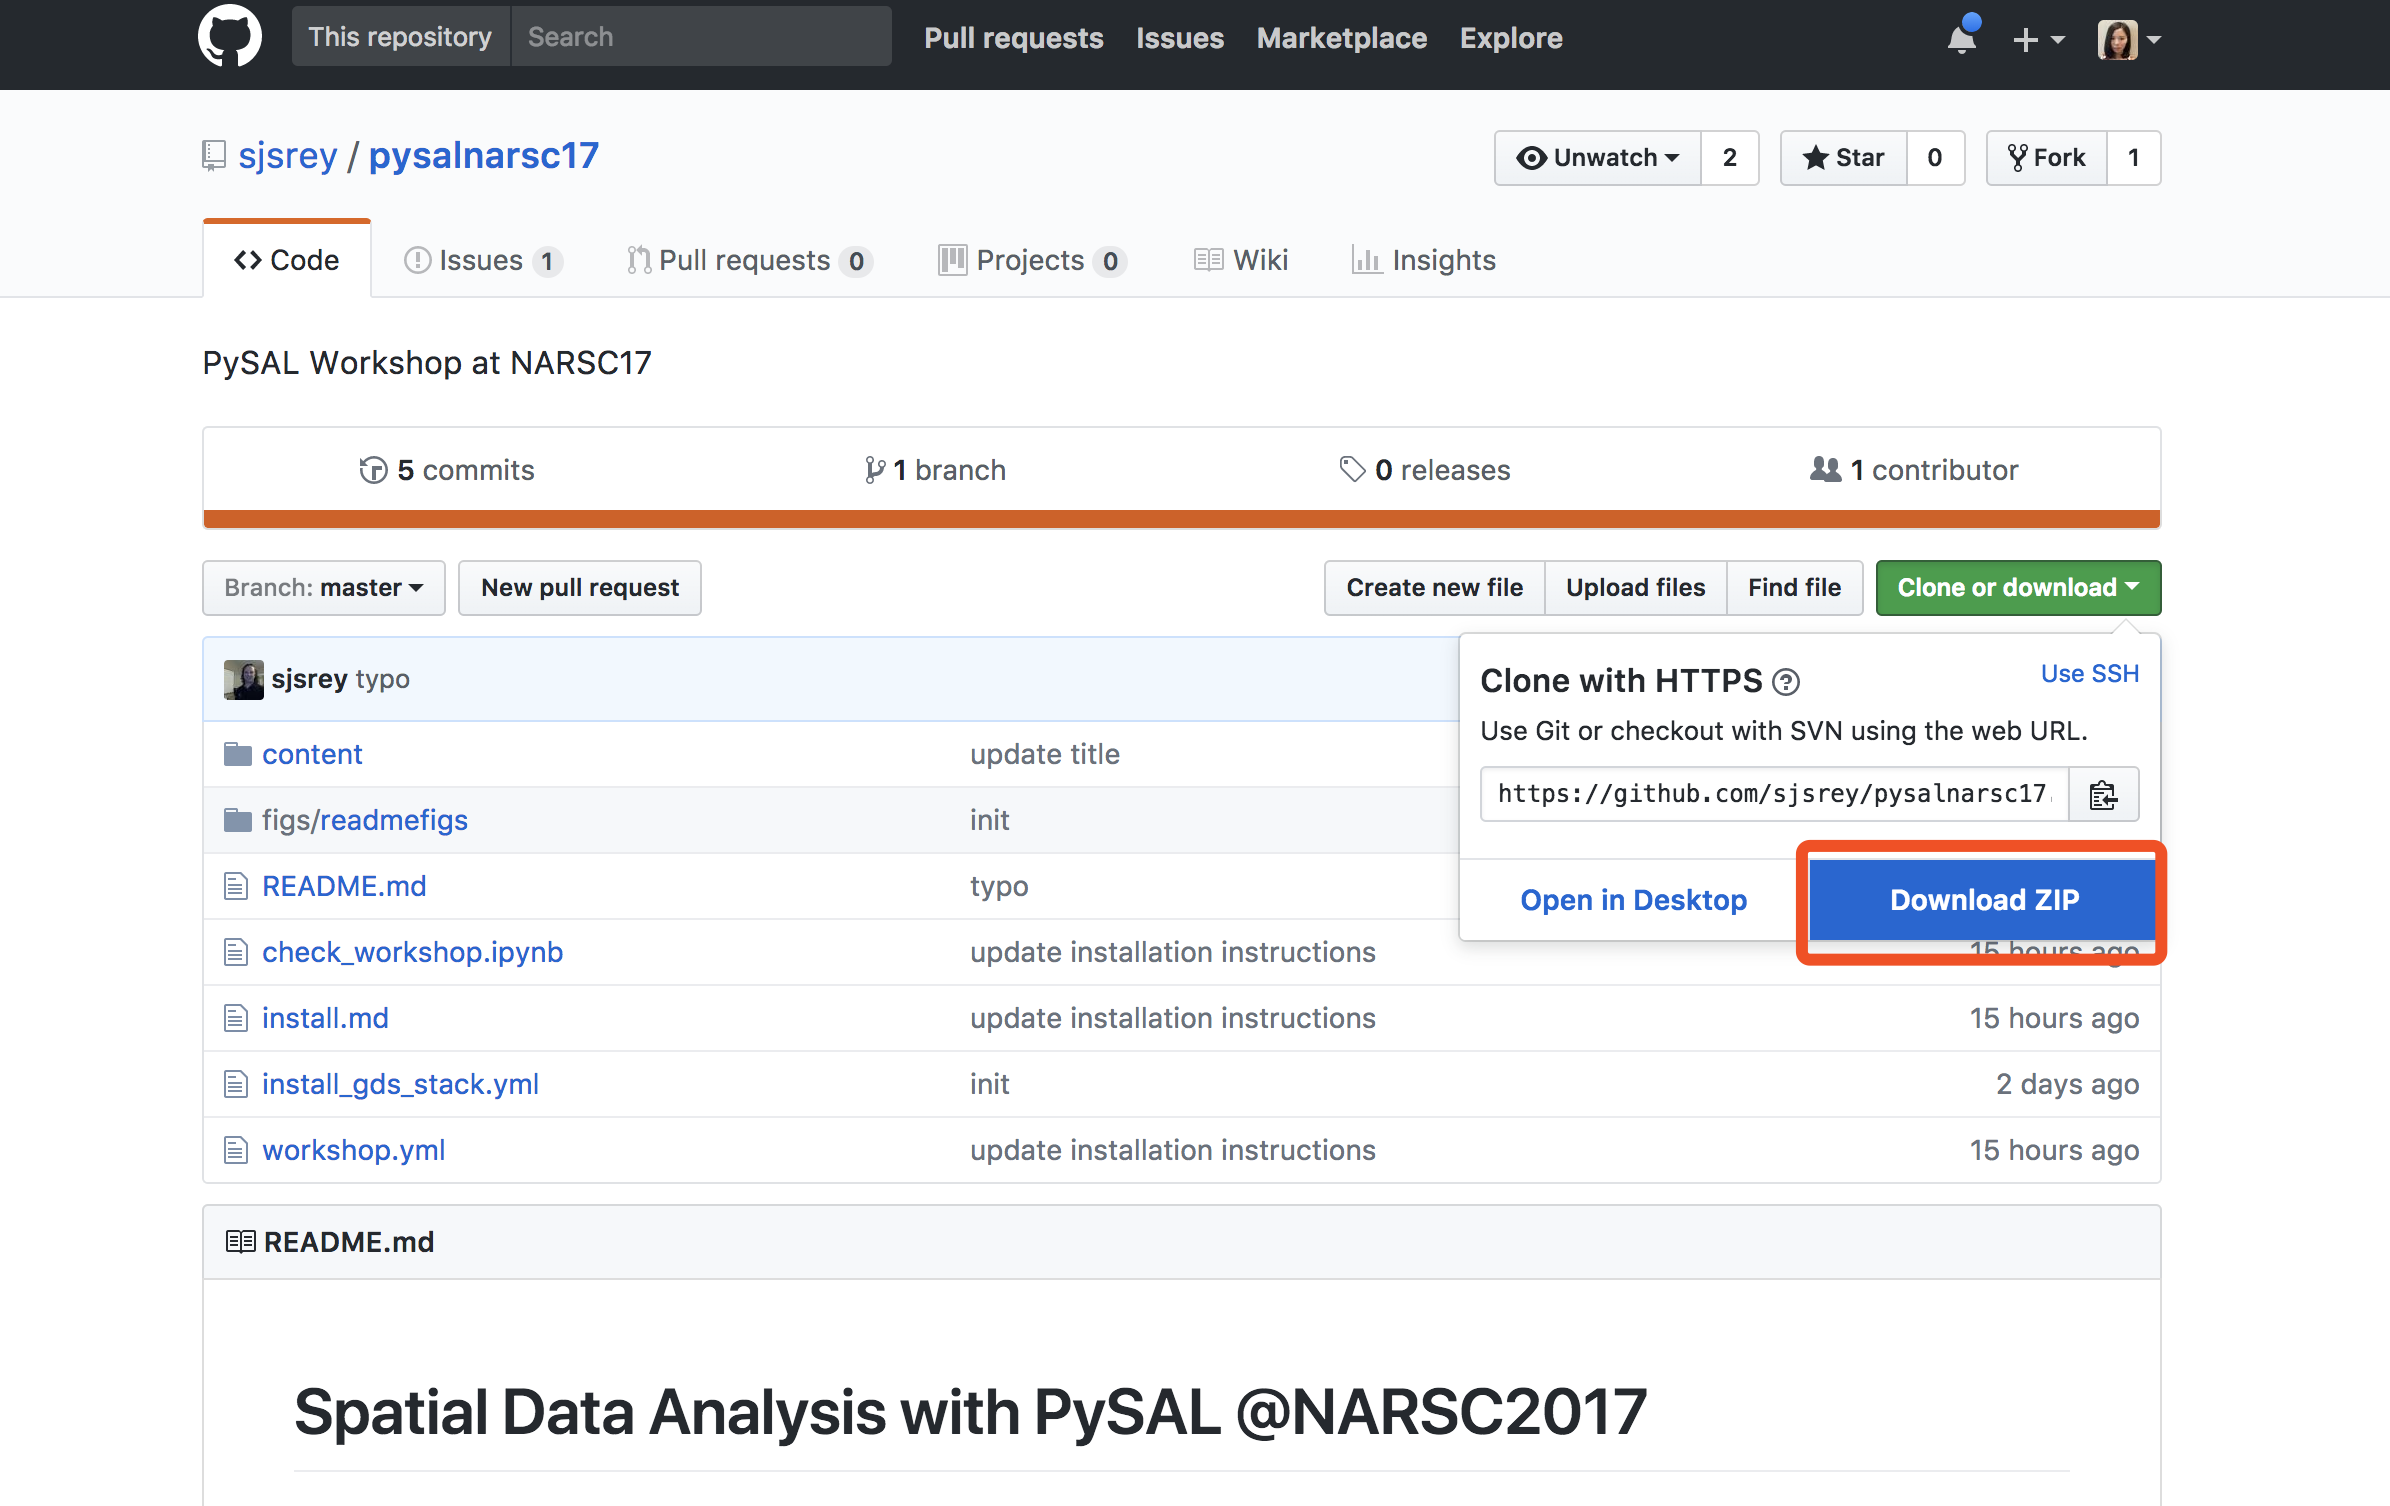 This repository Search Pull requests Issues Marketplace Explore
sjsrey / pysalnarsc17
Unwatch 2 Star 0 Fork 1
Code Issues 1 Pull requests 0 Projects 0 Wiki Insights
PySAL Workshop at NARSC17
5 commits 1 branch 0 releases 1 contributor
Branch: master New pull request Create new file Upload files Find file Clone or download
sjsrey typo
Clone with HTTPS Use SSH
Use Git or checkout with SVN using the web URL.
https://github.com/sjsrey/pysalnarsc17.
Open in Desktop Download ZIP
content update title
figs/readmefigs init
README.md typo
check_workshop.ipynb update installation instructions 15 hours ago
install.md update installation instructions 15 hours ago
install_gds_stack.yml init 2 days ago
workshop.yml update installation instructions 15 hours ago
README.md
Spatial Data Analysis with PySAL @NARSC2017